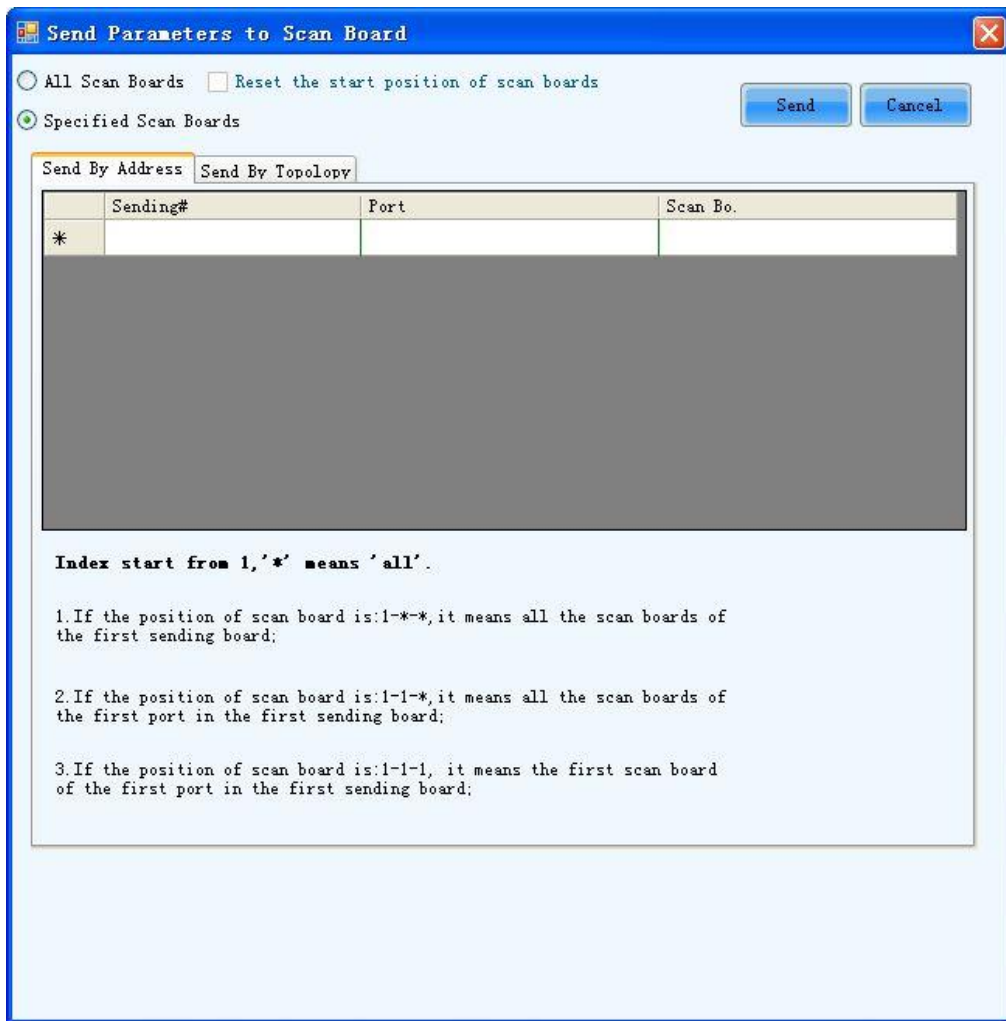 Send Parameters to Scan Board
All Scan Boards Reset the start position of scan boards
Send Cancel
Specified Scan Boards
Send By Address Send By Topolopy
Sending# Port Scan Bo.
*
Index start from 1,'*' means 'all'.
1.If the position of scan board is:1-*-*,it means all the scan boards of
the first sending board;
2.If the position of scan board is:1-1-*,it means all the scan boards of
the first port in the first sending board;
3.If the position of scan board is:1-1-1, it means the first scan board
of the first port in the first sending board;